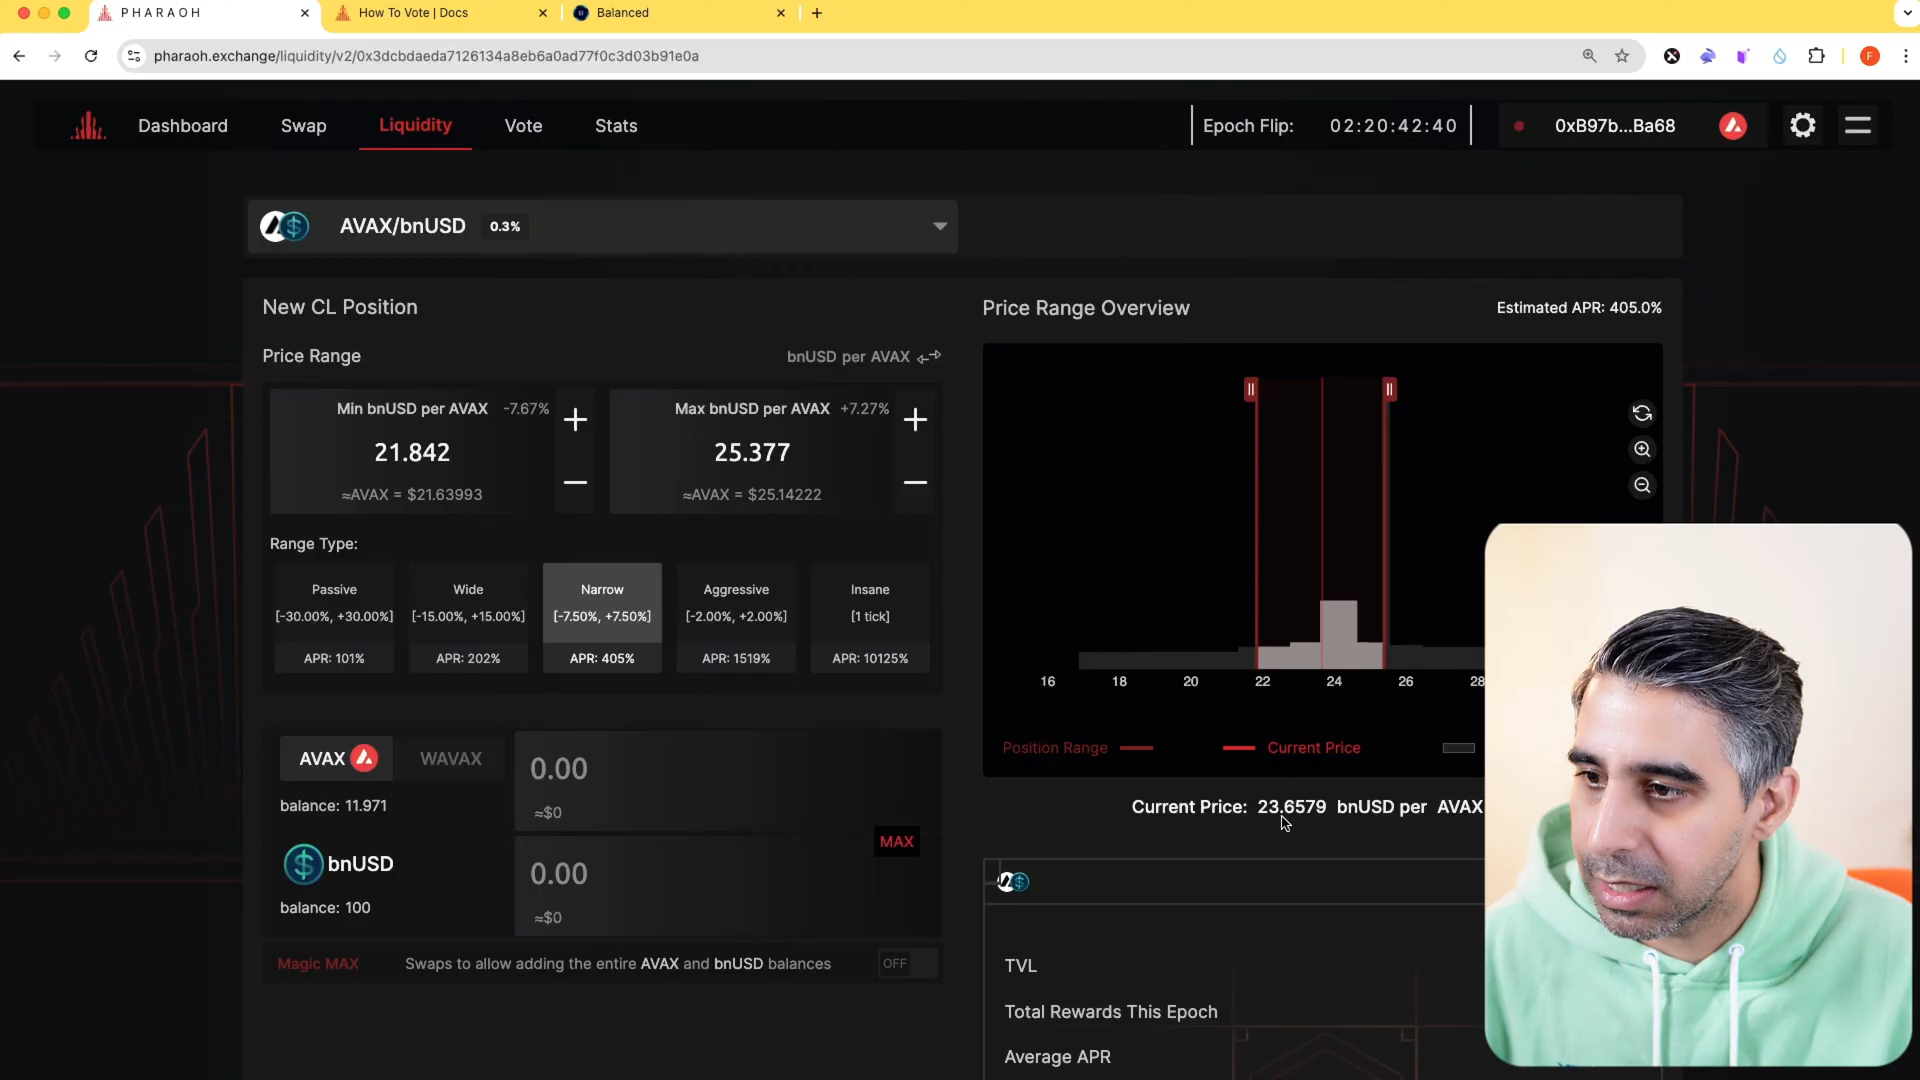 PHARAOH
How To Vote | Docs
Balanced
pharaoh.exchange/liquidity/v2/0x3dcbdaeda7126134a8eb6a0ad77f0c3d03b91e0a
F
Dashboard
Swap
Liquidity
Vote
Stats
Epoch Flip: 02:20:42:40
0xB97b...Ba68
AVAX/bnUSD 0.3%
New CL Position
Price Range
bnUSD per AVAX
Min bnUSD per AVAX -7.67%
21.842
≈AVAX = $21.63993
Max bnUSD per AVAX +7.27%
25.377
≈AVAX = $25.14222
Range Type:
Passive
[-30.00%, +30.00%]
APR: 101%
Wide
[-15.00%, +15.00%]
APR: 202%
Narrow
[-7.50%, +7.50%]
APR: 405%
Aggressive
[-2.00%, +2.00%]
APR: 1519%
Insane
[1 tick]
APR: 10125%
AVAX
WAVAX
0.00
balance: 11.971
≈$0
MAX
bnUSD
0.00
balance: 100
≈$0
Magic MAX
Swaps to allow adding the entire AVAX and bnUSD balances
OFF
Price Range Overview
Estimated APR: 405.0%
16 18 20 22 24 26 28
Position Range
Current Price
Current Price: 23.6579 bnUSD per AVAX
TVL
Total Rewards This Epoch
Average APR